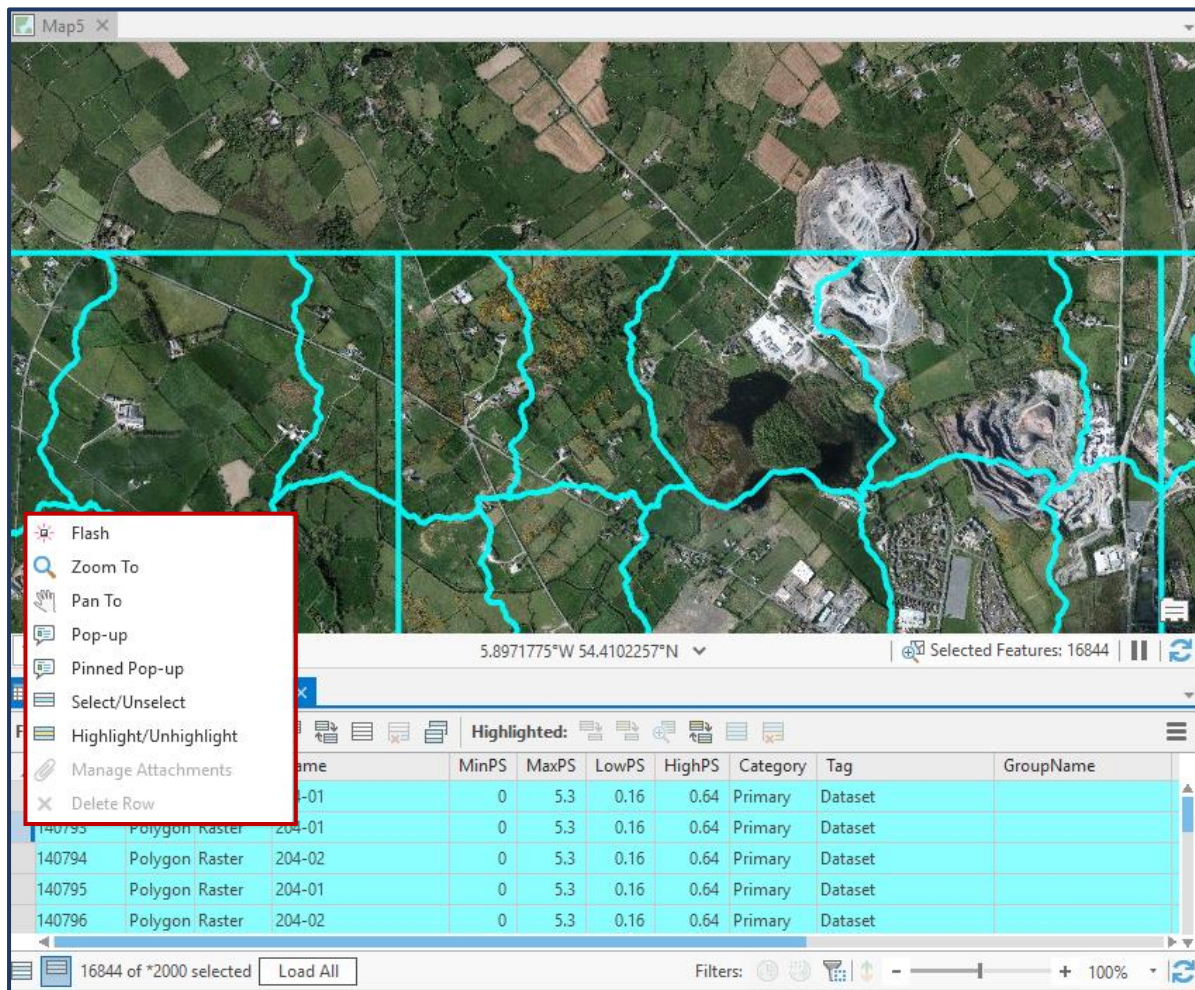 Map5
Flash
Zoom To
Pan To
Pop-up
Pinned Pop-up
Select/Unselect
Highlight/Unhighlight
Manage Attachments
Delete Row
5.8971775°W 54.4102257°N
Selected Features: 16844
Highlighted:
MinPS MaxPS LowPS HighPS Category Tag GroupName
0 5.3 0.16 0.64 Primary Dataset
140793 Polygon Raster 204-01 0 5.3 0.16 0.64 Primary Dataset
140794 Polygon Raster 204-02 0 5.3 0.16 0.64 Primary Dataset
140795 Polygon Raster 204-01 0 5.3 0.16 0.64 Primary Dataset
140796 Polygon Raster 204-02 0 5.3 0.16 0.64 Primary Dataset
16844 of *2000 selected Load All Filters: - + 100%